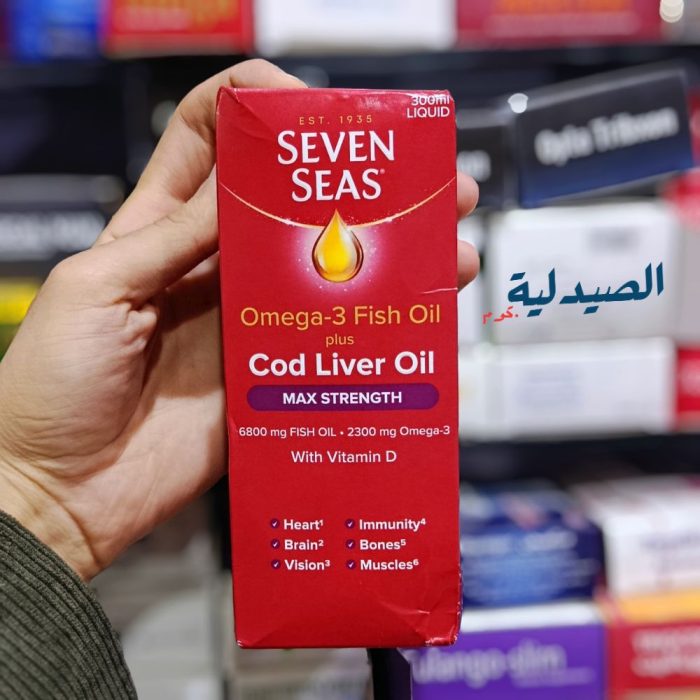 300ml
LIQUID
EST. 1935
SEVEN
SEAS®
Omega-3 Fish Oil
plus
Cod Liver Oil
MAX STRENGTH
6800 mg FISH OIL • 2300 mg Omega-3
With Vitamin D
Heart¹
Immunity⁴
Brain²
Bones⁵
Vision³
Muscles⁶
الصيدلية
.كوم